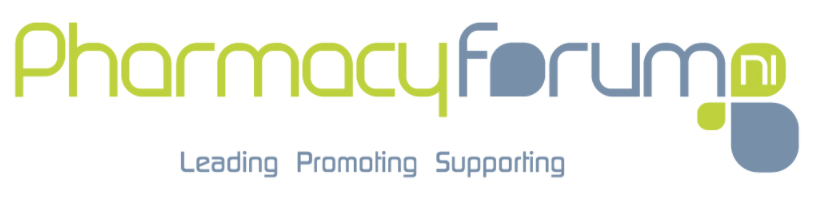 Pharmacyforum ni
Leading Promoting Supporting